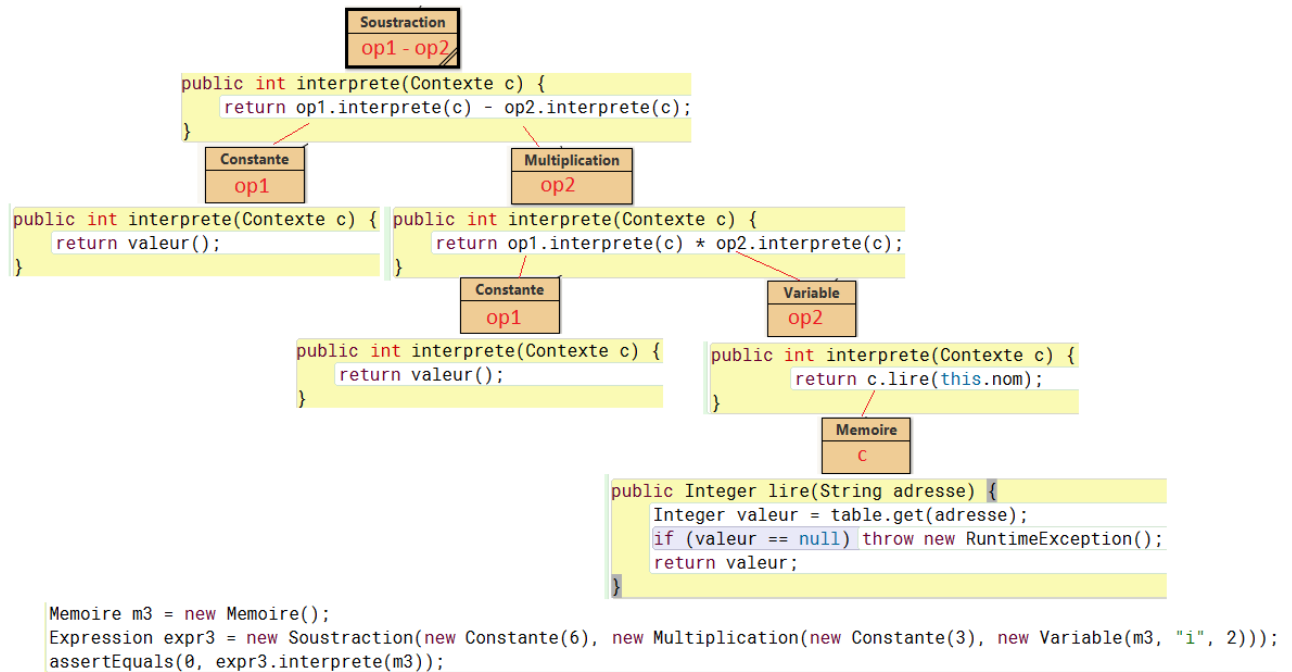 Soustraction
op1 - op2
public int interprete(Contexte c) {
return op1.interprete(c) - op2.interprete(c);
}
Constante
op1
Multiplication
op2
public int interprete(Contexte c) {
return valeur();
}
public int interprete(Contexte c) {
return op1.interprete(c) * op2.interprete(c);
}
Constante
op1
Variable
op2
public int interprete(Contexte c) {
return valeur();
}
public int interprete(Contexte c) {
return c.lire(this.nom);
}
Memoire
c
public Integer lire(String adresse) {
Integer valeur = table.get(adresse);
if (valeur == null) throw new RuntimeException();
return valeur;
}
Memoire m3 = new Memoire();
Expression expr3 = new Soustraction(new Constante(6), new Multiplication(new Constante(3), new Variable(m3, "i", 2)));
assertEquals(0, expr3.interprete(m3));